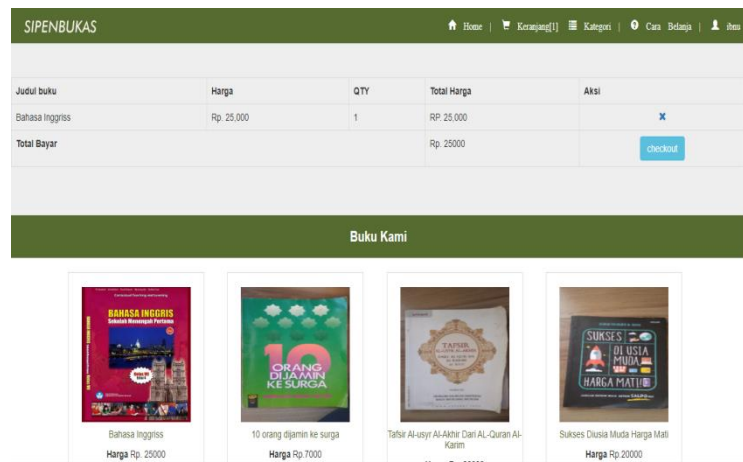 SIPENBUKAS
Home | Keranjang[1] Kategori | Cara Belanja | ibnu
Judul buku Harga QTY Total Harga Aksi
Bahasa Inggriss Rp. 25,000 1 RP. 25,000 x
Total Bayar Rp. 25000 checkout
Buku Kami
BAHASA INGGRIS
Sekolah Menengah Pertama
10
ORANG
DIJAMIN
KE SURGA
TAFSIR
SUKSES
DI USIA
MUDA
HARGA MATI!
Bahasa Inggriss
Harga Rp. 25000
10 orang dijamin ke surga
Harga Rp.7000
Tafsir Al-usyr Al-Akhir Dari AL-Quran Al-
Karim
Sukses Diusia Muda Harga Mati
Harga Rp.20000